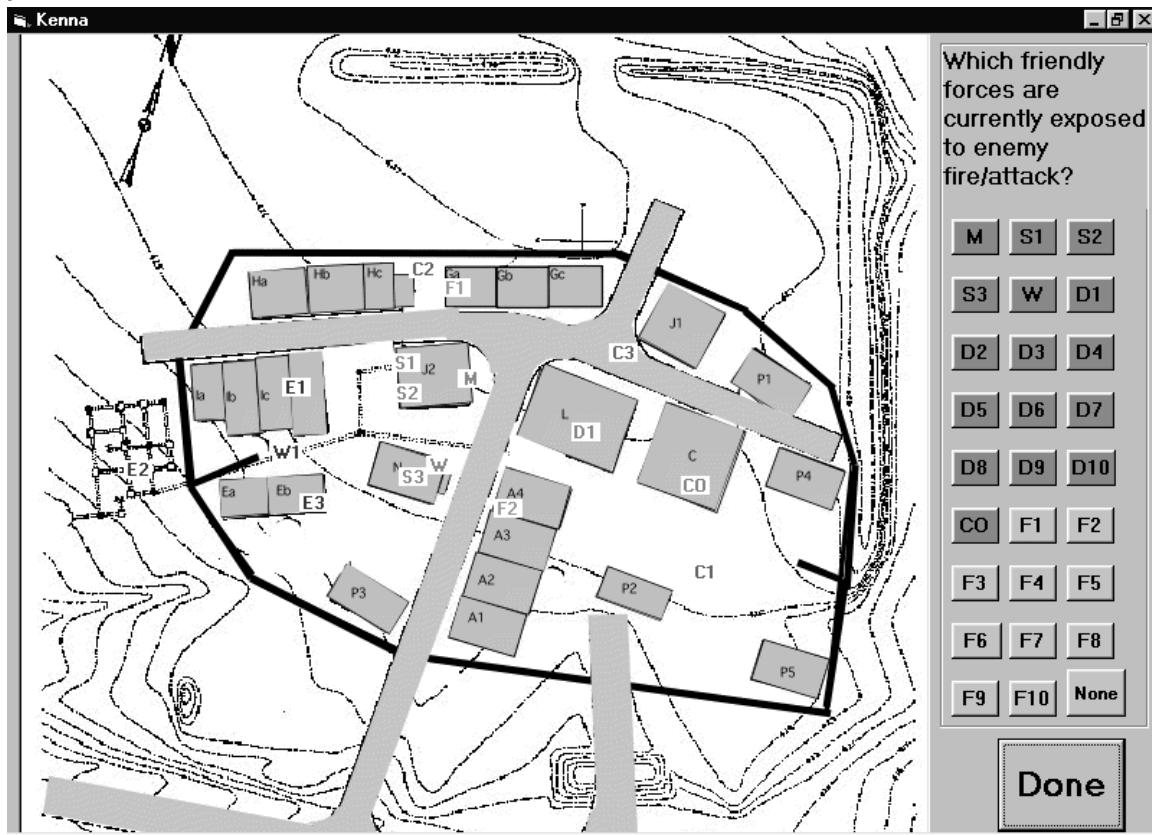 Kenna
Which friendly
forces are
currently exposed
to enemy
fire/attack?
M S1 S2
S3 W D1
D2 D3 D4
D5 D6 D7
D8 D9 D10
CO F1 F2
F3 F4 F5
F6 F7 F8
F9 F10 None
Done
Ha Hb Hc C2 Ga Gb Gc
F1
J1
C3
S1 J2 M
S2
P1
Ia Ib Ic E1
L
D1
C
CO
W1
E2
N W
S3
P4
Ea Eb E3
A4
F2
A3
A2
A1
C1
P2
P3
P5